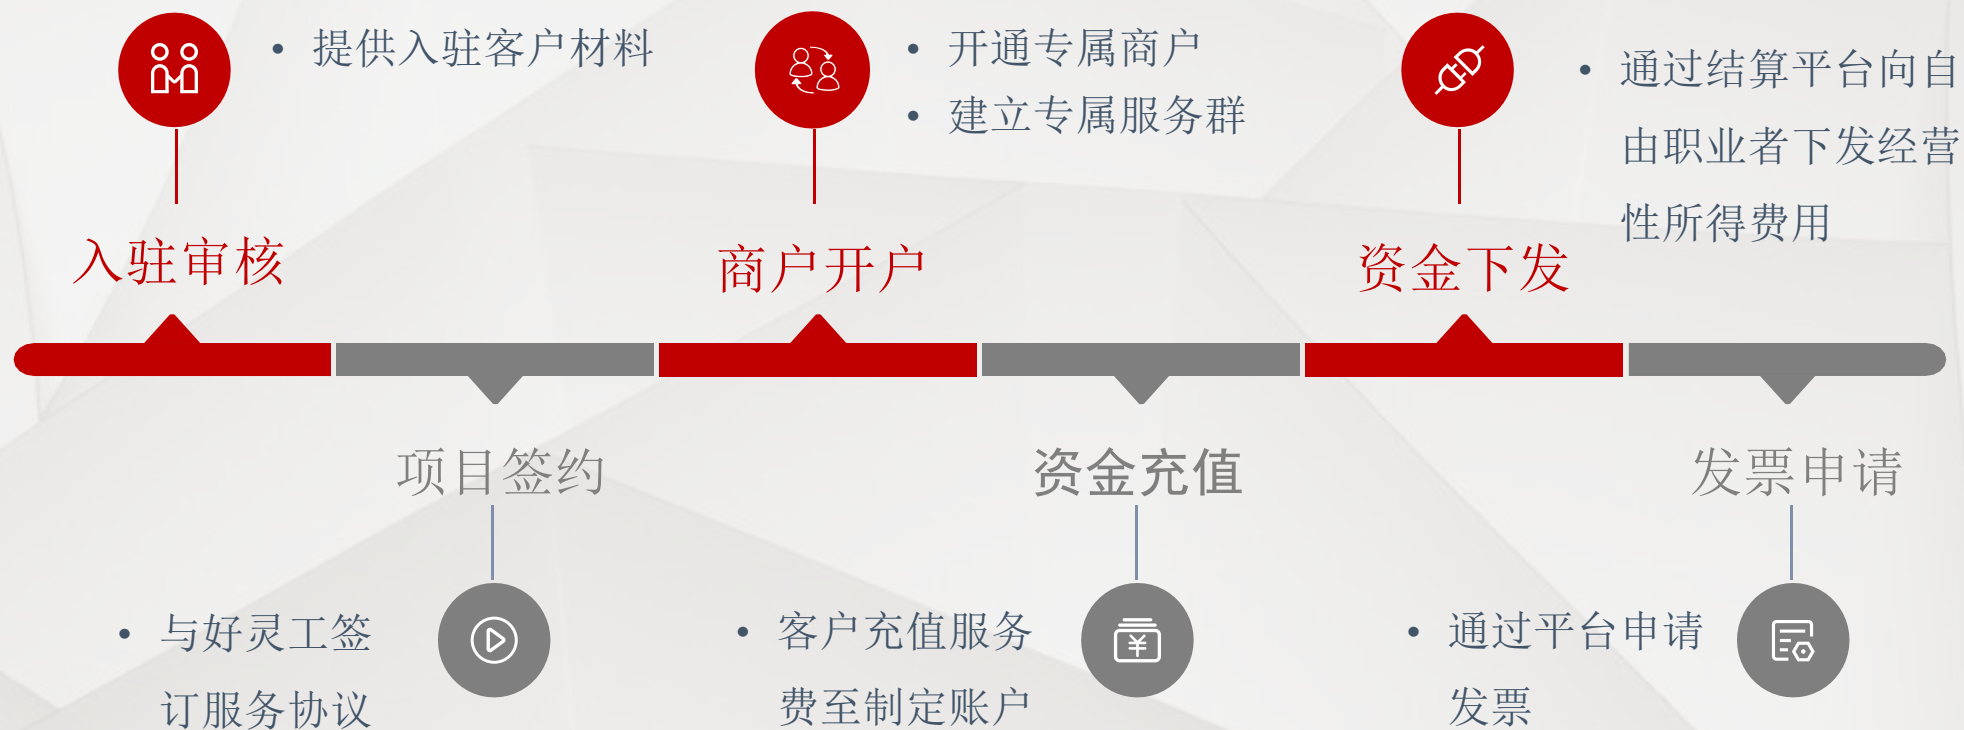 • 提供入驻客户材料
入驻审核
• 开通专属商户
• 建立专属服务群
商户开户
• 通过结算平台向自
由职业者下发经营
性所得费用
资金下发
项目签约
• 与好灵工签
订服务协议
资金充值
• 客户充值服务
费至制定账户
¥
发票申请
• 通过平台申请
发票